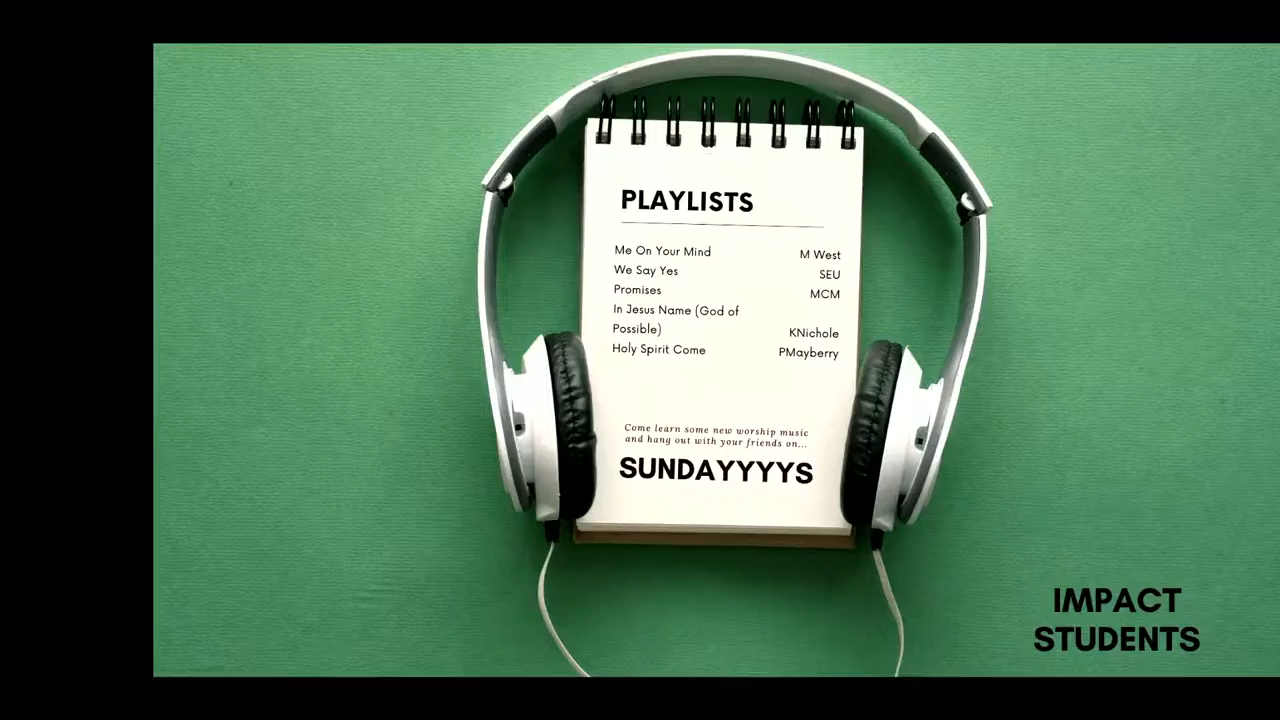 PLAYLISTS
Me On Your Mind M West
We Say Yes SEU
Promises MCM
In Jesus Name (God of
Possible) KNichole
Holy Spirit Come PMayberry
Come learn some new worship music
and hang out with your friends on...
SUNDAYYYYS
IMPACT
STUDENTS